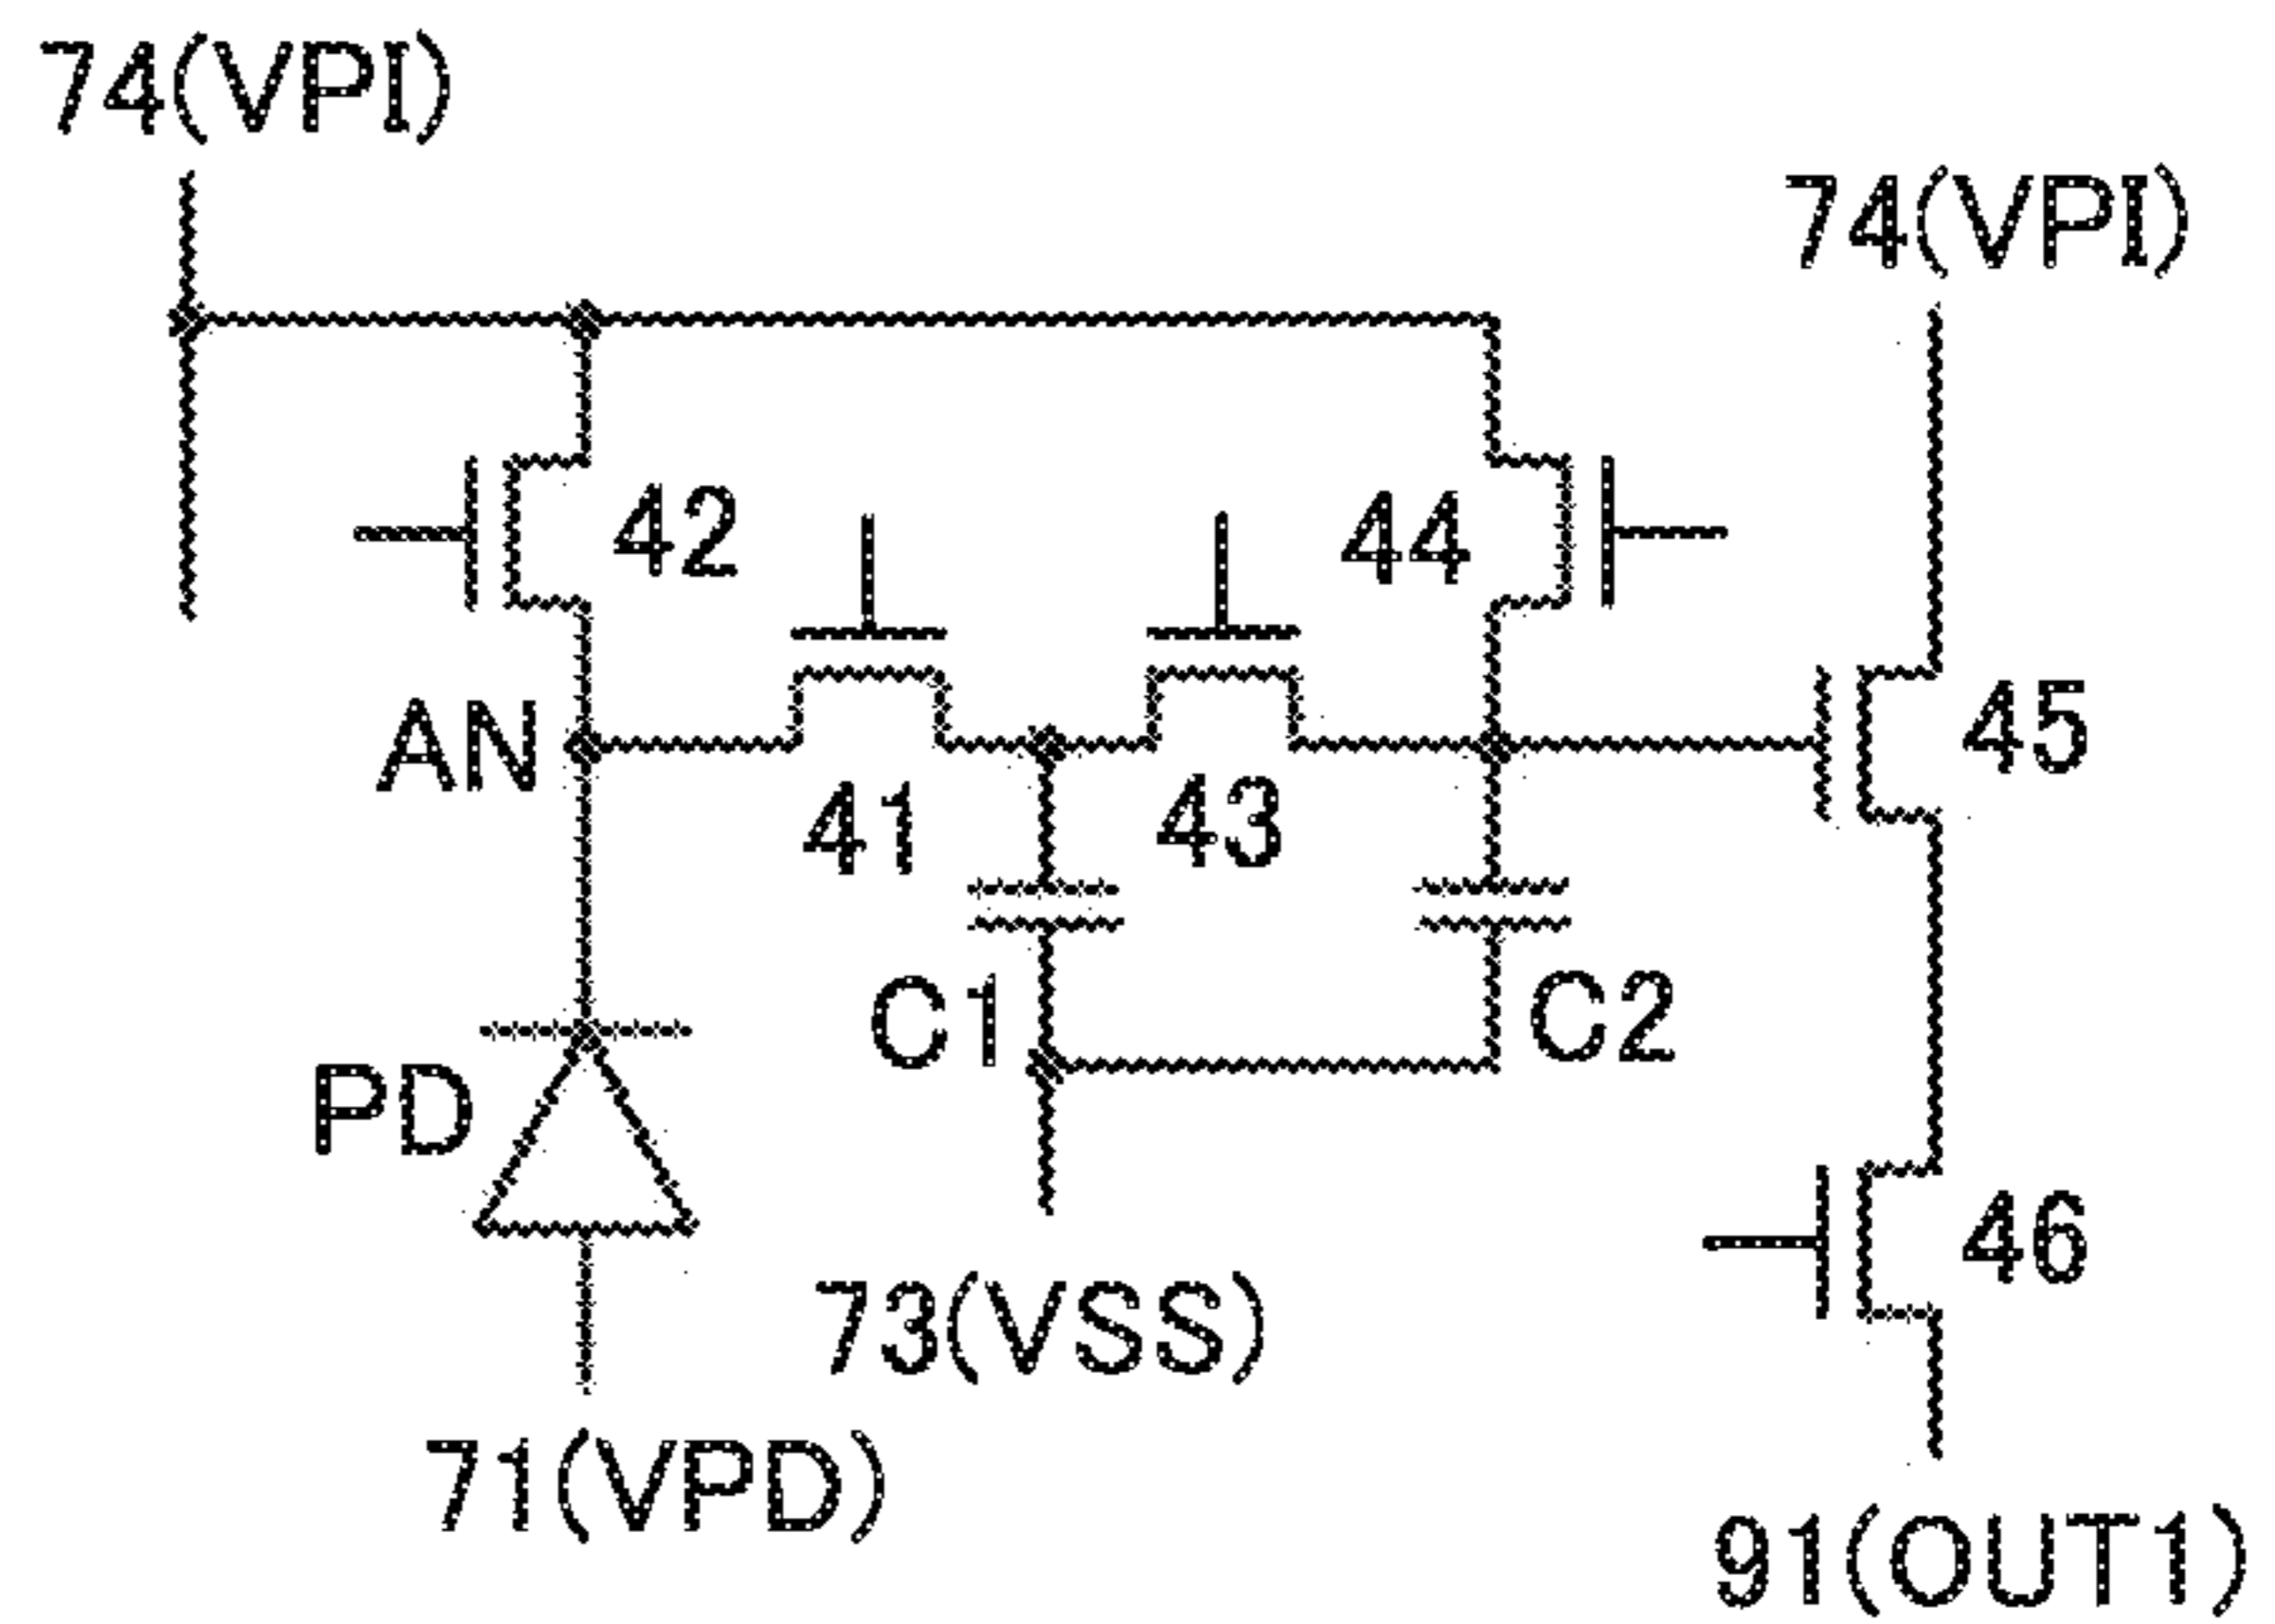 74(VPI)
74(VPI)
42
44
AN
45
41
43
C1
C2
PD
46
73(VSS)
71(VPD)
91(OUT1)